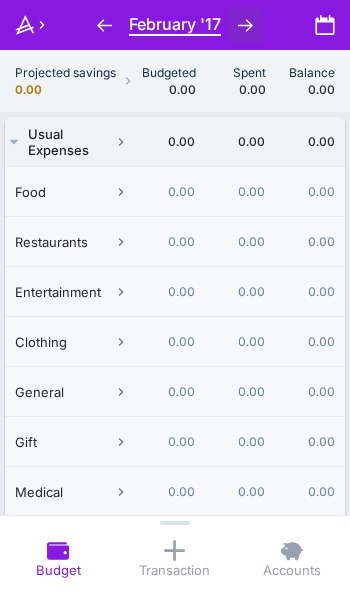 February '17
Projected savings Budgeted Spent Balance
0.00 0.00 0.00 0.00
Usual
Expenses 0.00 0.00 0.00
Food 0.00 0.00 0.00
Restaurants 0.00 0.00 0.00
Entertainment 0.00 0.00 0.00
Clothing 0.00 0.00 0.00
General 0.00 0.00 0.00
Gift 0.00 0.00 0.00
Medical 0.00 0.00 0.00
Budget Transaction Accounts